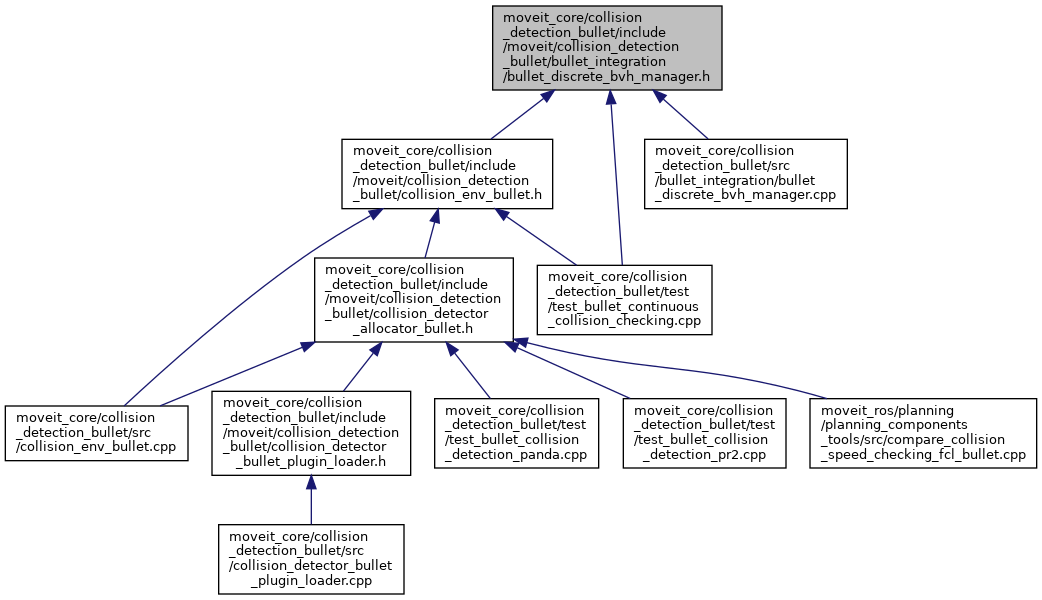 moveit_core/collision
_detection_bullet/include
/moveit/collision_detection
_bullet/bullet_integration
/bullet_discrete_bvh_manager.h
moveit_core/collision
_detection_bullet/include
/moveit/collision_detection
_bullet/collision_env_bullet.h
moveit_core/collision
_detection_bullet/src
/bullet_integration/bullet
_discrete_bvh_manager.cpp
moveit_core/collision
_detection_bullet/include
/moveit/collision_detection
_bullet/collision_detector
_allocator_bullet.h
moveit_core/collision
_detection_bullet/test
/test_bullet_continuous
_collision_checking.cpp
moveit_core/collision
_detection_bullet/src
/collision_env_bullet.cpp
moveit_core/collision
_detection_bullet/include
/moveit/collision_detection
_bullet/collision_detector
_bullet_plugin_loader.h
moveit_core/collision
_detection_bullet/test
/test_bullet_collision
_detection_panda.cpp
moveit_core/collision
_detection_bullet/test
/test_bullet_collision
_detection_pr2.cpp
moveit_ros/planning
/planning_components
_tools/src/compare_collision
_speed_checking_fcl_bullet.cpp
moveit_core/collision
_detection_bullet/src
/collision_detector_bullet
_plugin_loader.cpp